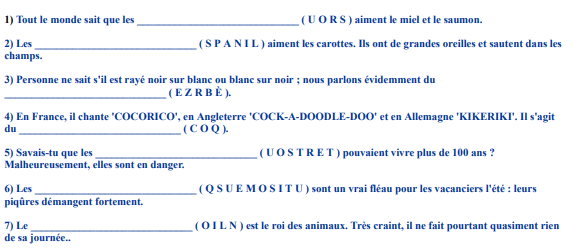 1) Tout le monde sait que les ______________________________ ( U O R S ) aiment le miel et le saumon.
2) Les ______________________________ ( S P A N I L ) aiment les carottes. Ils ont de grandes oreilles et sautent dans les
champs.
3) Personne ne sait s'il est rayé noir sur blanc ou blanc sur noir ; nous parlons évidemment du
______________________________ ( E Z R B È ).
4) En France, il chante 'COCORICO', en Angleterre 'COCK-A-DOODLE-DOO' et en Allemagne 'KIKERIKI'. Il s'agit
du ______________________________ ( C O Q ).
5) Savais-tu que les ______________________________ ( U O S T R E T ) pouvaient vivre plus de 100 ans ?
Malheureusement, elles sont en danger.
6) Les ______________________________ ( Q S U E M O S I T U ) sont un vrai fléau pour les vacanciers l'été : leurs
piqûres démangent fortement.
7) Le ______________________________ ( O I L N ) est le roi des animaux. Très craint, il ne fait pourtant quasiment rien
de sa journée..